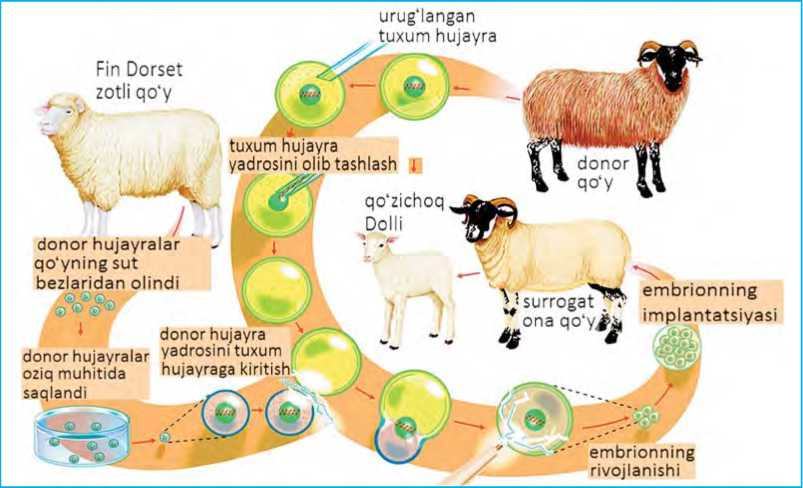 urug‘langan
tuxum hujayra
Fin Dorset
zotli qo‘y
tuxum hujayra
yadrosini olib tashlash
donor
qo‘y
qo‘zichoq
Dolli
donor hujayralar
qo‘yning sut
bezlaridan olindi
surrogat
ona qo‘y
embrionning
implantatsiyasi
donor hujayra
yadrosini tuxum
hujayraga kiritish
donor hujayralar
oziq muhitida
saqlandi
embrionning
rivojlanishi